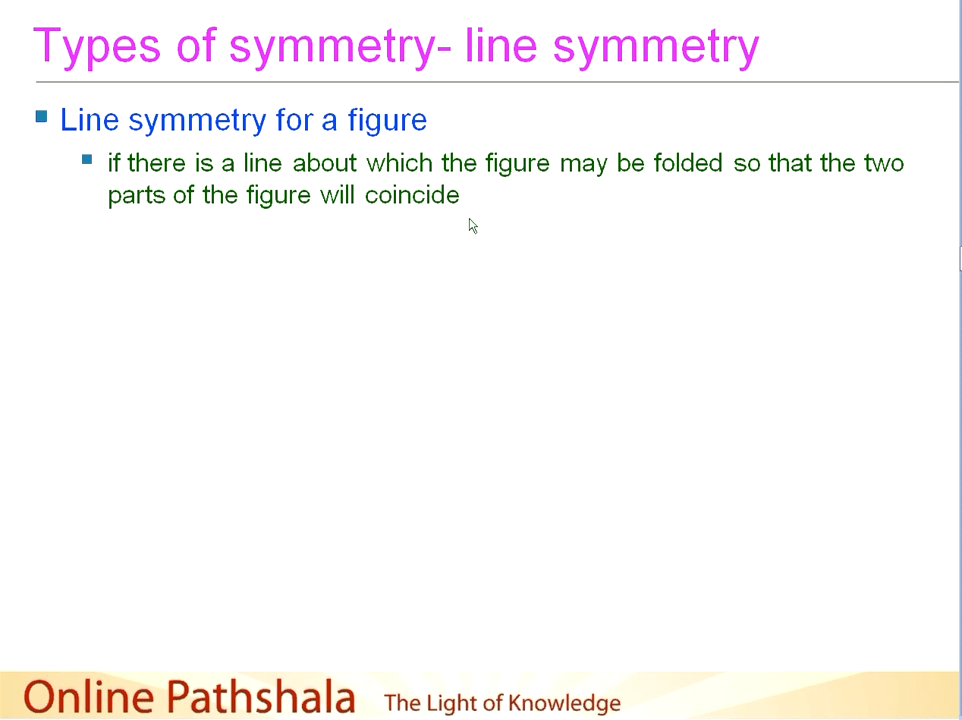 Types of symmetry- line symmetry
Line symmetry for a figure
if there is a line about which the figure may be folded so that the two
parts of the figure will coincide
Online Pathshala The Light of Knowledge